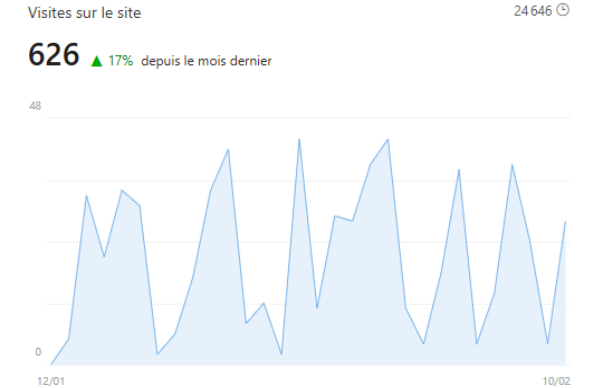 Visites sur le site
24 646
626 ▲ 17% depuis le mois dernier
48
0
12/01
10/02